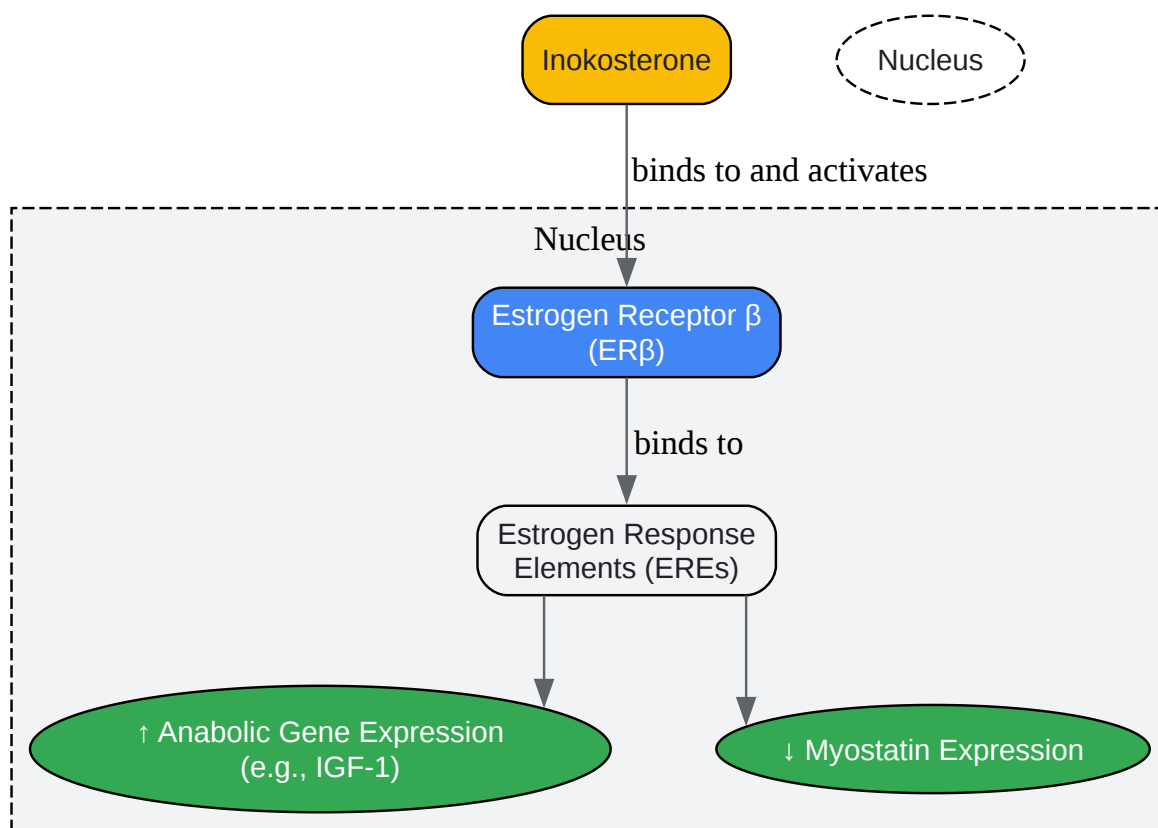 Inokosterone
Nucleus
binds to and activates
Nucleus
Estrogen Receptor β
(ERβ)
binds to
Estrogen Response
Elements (EREs)
↑ Anabolic Gene Expression
(e.g., IGF-1)
↓ Myostatin Expression